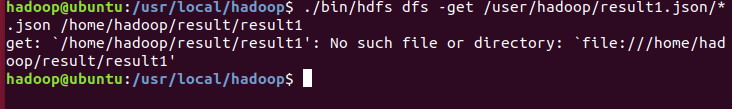 hadoop@ubuntu:/usr/local/hadoop$ ./bin/hdfs dfs -get /user/hadoop/result1.json/*
.json /home/hadoop/result/result1
get: `/home/hadoop/result/result1': No such file or directory: `file:///home/had
oop/result/result1'
hadoop@ubuntu:/usr/local/hadoop$